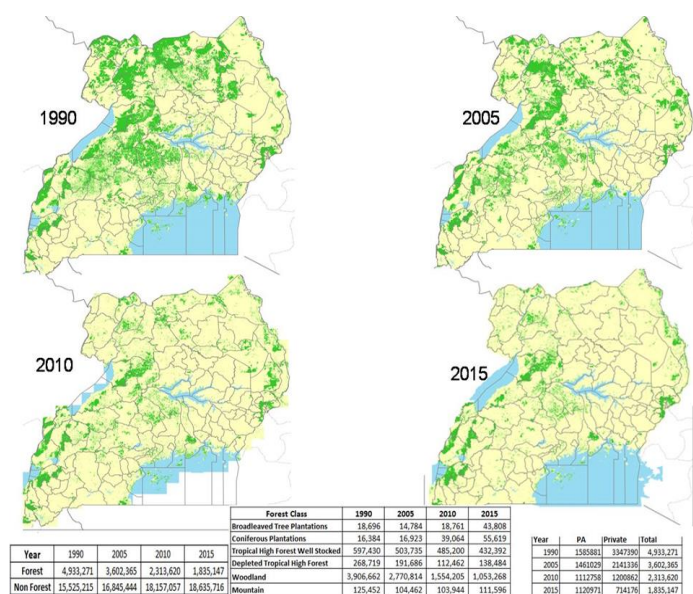 1990
2005
2010
2015
Year 1990 2005 2010 2015
Forest 4,933,271 3,602,365 2,313,620 1,835,147
Non Forest 15,525,215 16,845,444 18,157,057 18,635,716
Forest Class 1990 2005 2010 2015
Broadleaved Tree Plantations 18,696 14,784 18,761 43,808
Coniferous Plantations 16,384 16,923 39,064 55,619
Tropical High Forest Well Stocked 597,430 503,735 485,200 432,392
Depleted Tropical High Forest 268,719 191,686 112,462 138,484
Woodland 3,906,662 2,770,814 1,554,205 1,053,268
Mountain 125,452 104,462 103,944 111,596
Year PA Private Total
1990 1585881 3347390 4,933,271
2005 1461029 2141336 3,602,365
2010 1112758 1200862 2,313,620
2015 1120971 714176 1,835,147